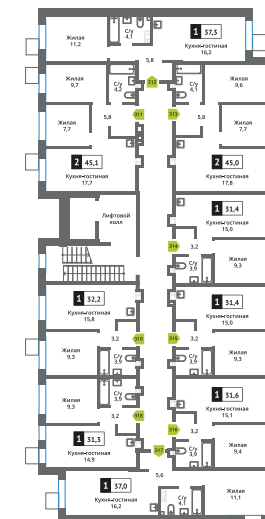 Жилая
11,2
С/у
4,1
1 37,3
Кухня-гостиная
16,2
5,8
312
Жилая
9,7
С/у
4,2
С/у
4,1
Жилая
9,6
Жилая
7,7
5,8
311
313
5,8
Жилая
7,7
2 45,1
Кухня-гостиная
17,7
2 45,0
Кухня-гостиная
17,8
Лифтовой
холл
1 31,4
Кухня-гостиная
15,0
314
3,2
С/у
3,9
Жилая
9,3
1 32,2
Кухня-гостиная
15,8
1 31,4
Кухня-гостиная
15,0
3,2
319
315
3,2
Жилая
9,3
С/у
3,9
С/у
3,9
Жилая
9,3
Жилая
9,3
С/у
3,9
1 31,6
Кухня-гостиная
15,1
3,2
318
316
3,2
1 31,3
Кухня-гостиная
14,9
317
С/у
3,9
Жилая
9,4
5,6
1 37,0
Кухня-гостиная
16,2
С/у
4,1
Жилая
11,1